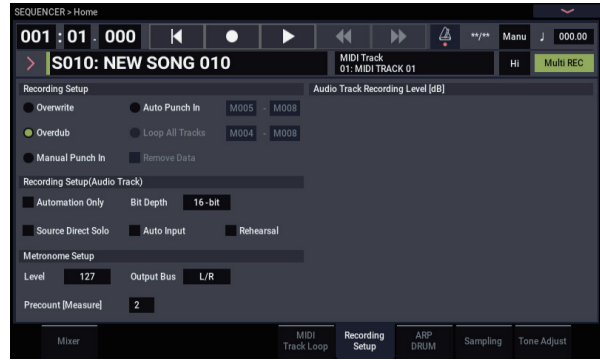 SEQUENCER > Home
001 : 01 . 000 **/** Manu ♩ 000.00
S010: NEW SONG 010
MIDI Track
01: MIDI TRACK 01
Hi
Multi REC
Recording Setup
Audio Track Recording Level [dB]
Overwrite
Auto Punch In
M005 - M008
Overdub
Loop All Tracks
M004 - M008
Manual Punch In
Remove Data
Recording Setup(Audio Track)
Automation Only
Bit Depth
16-bit
Source Direct Solo
Auto Input
Rehearsal
Metronome Setup
Level 127
Output Bus L/R
Precount [Measure] 2
Mixer
MIDI
Track Loop
Recording
Setup
ARP
DRUM
Sampling
Tone Adjust